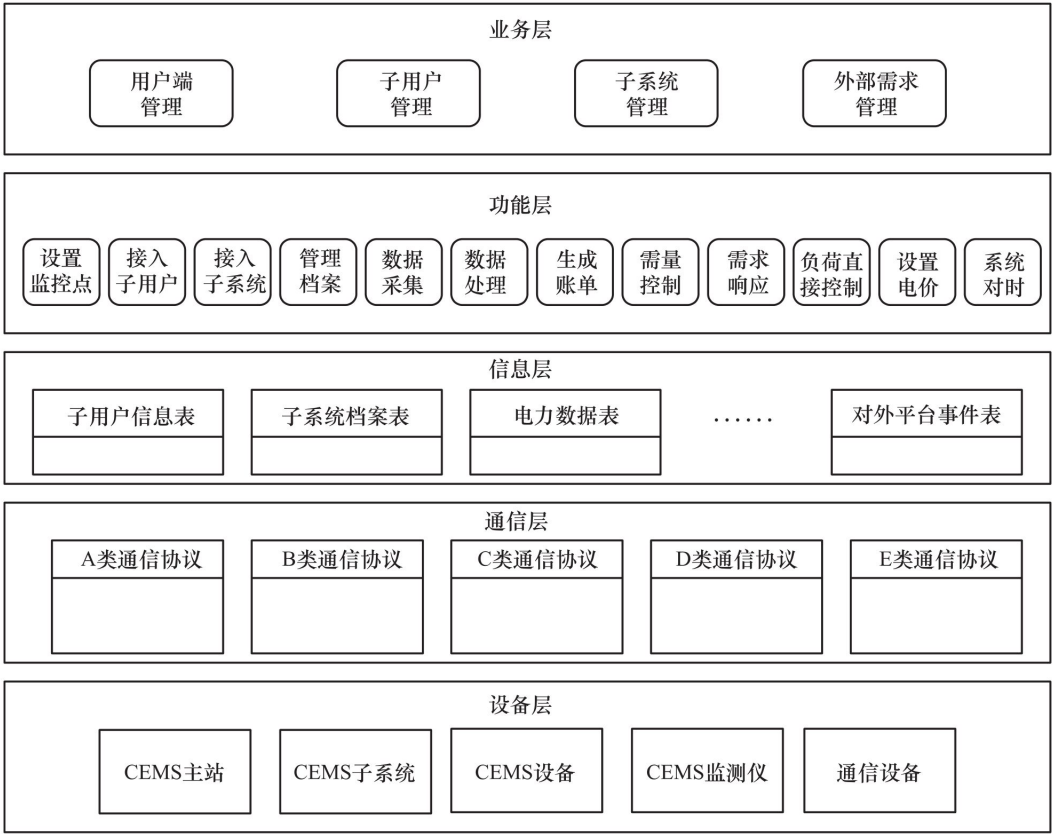 业务层
用户端
管理
子用户
管理
子系统
管理
外部需求
管理
功能层
设置
监控点
接入
子用户
接入
子系统
管理
档案
数据
采集
数据
处理
生成
账单
需量
控制
需求
响应
负荷直
接控制
设置
电价
系统
对时
信息层
子用户信息表
子系统档案表
电力数据表
······
对外平台事件表
通信层
A类通信协议
B类通信协议
C类通信协议
D类通信协议
E类通信协议
设备层
CEMS主站
CEMS子系统
CEMS设备
CEMS监测仪
通信设备